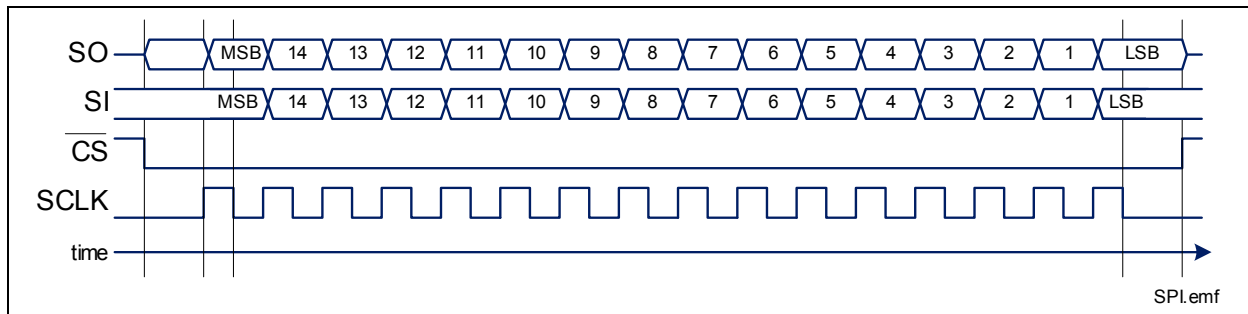 SO MSB 14 13 12 11 10 9 8 7 6 5 4 3 2 1 LSB
SI MSB 14 13 12 11 10 9 8 7 6 5 4 3 2 1 LSB
CS
SCLK
time
SPI.emf